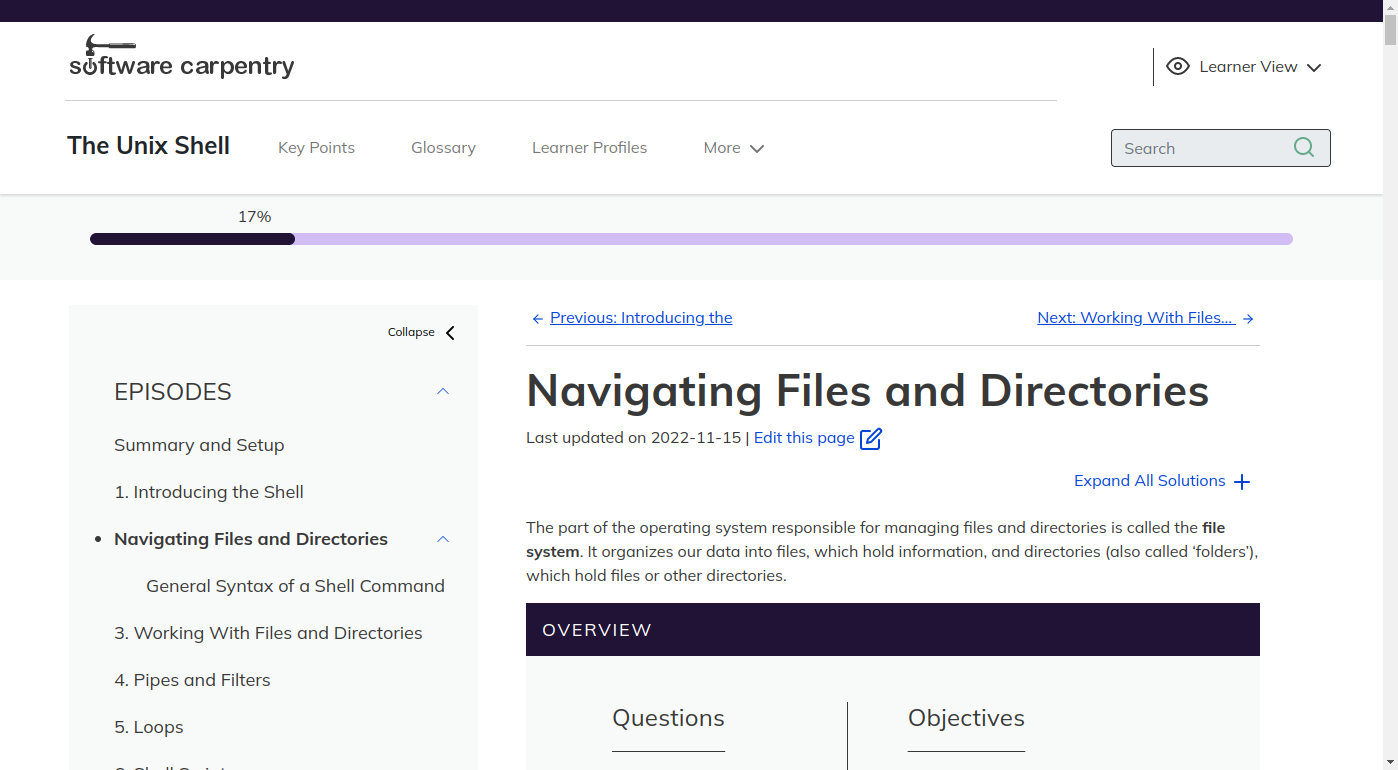 software carpentry
Learner View
The Unix Shell
Key Points
Glossary
Learner Profiles
More
Search
17%
Collapse
EPISODES
Summary and Setup
1. Introducing the Shell
Navigating Files and Directories
General Syntax of a Shell Command
3. Working With Files and Directories
4. Pipes and Filters
5. Loops
Previous: Introducing the
Next: Working With Files...
Navigating Files and Directories
Last updated on 2022-11-15 | Edit this page
Expand All Solutions
The part of the operating system responsible for managing files and directories is called the file
system. It organizes our data into files, which hold information, and directories (also called ‘folders’),
which hold files or other directories.
OVERVIEW
Questions
Objectives